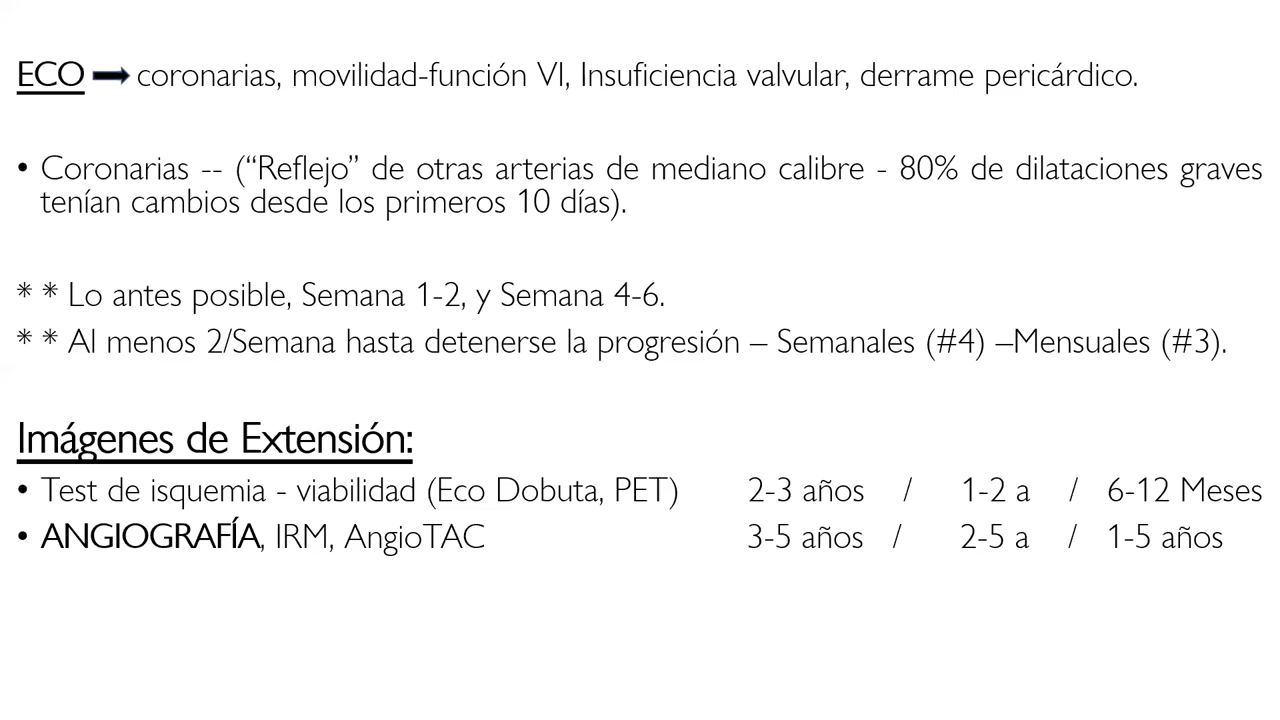 ECO coronarias, movilidad-función VI, Insuficiencia valvular, derrame pericárdico.
• Coronarias -- (“Reflejo” de otras arterias de mediano calibre - 80% de dilataciones graves
tenían cambios desde los primeros 10 días).
* * Lo antes posible, Semana 1-2, y Semana 4-6.
* * Al menos 2/Semana hasta detenerse la progresión – Semanales (#4) –Mensuales (#3).
Imágenes de Extensión:
• Test de isquemia - viabilidad (Eco Dobuta, PET) 2-3 años / 1-2 a / 6-12 Meses
• ANGIOGRAFÍA, IRM, AngioTAC 3-5 años / 2-5 a / 1-5 años